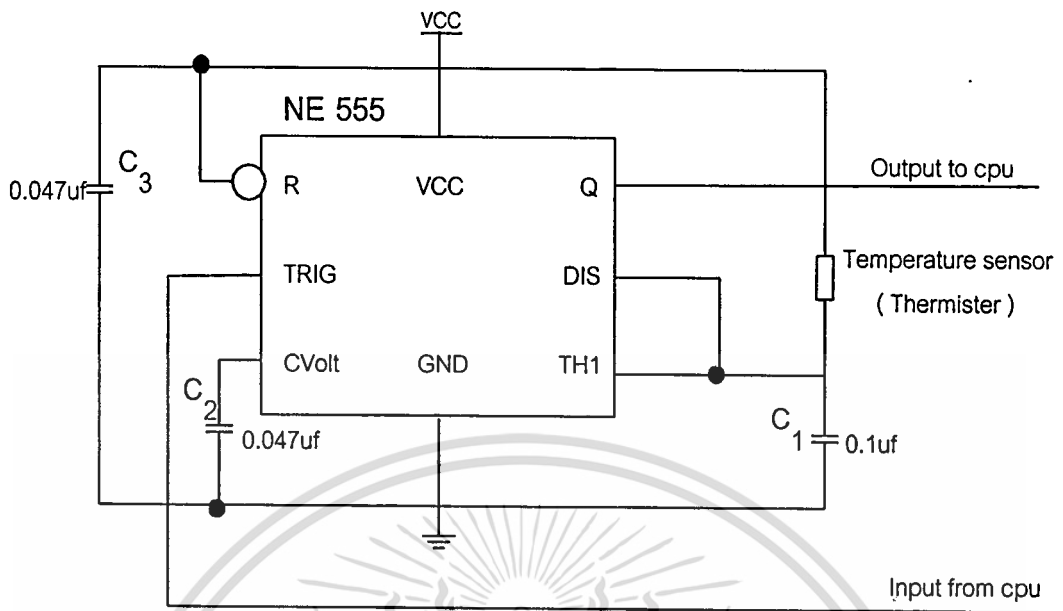 VCC
NE 555
C3
0.047uf
R
VCC
Q
Output to cpu
TRIG
DIS
Temperature sensor
( Thermister )
CVolt
GND
TH1
C2
0.047uf
C1
0.1uf
Input from cpu